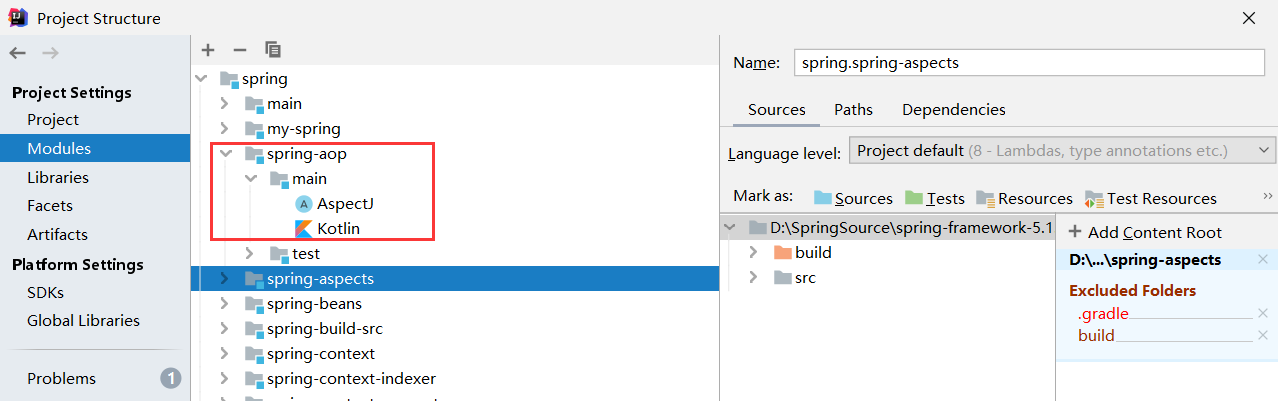 Project Structure
Project Settings
Project
Modules
Libraries
Facets
Artifacts
Platform Settings
SDKs
Global Libraries
Problems
1
spring
main
my-spring
spring-aop
main
AspectJ
Kotlin
test
spring-aspects
spring-beans
spring-build-src
spring-context
spring-context-indexer
Name: spring.spring-aspects
Sources Paths Dependencies
Language level: Project default (8 - Lambdas, type annotations etc.)
Mark as: Sources Tests Resources Test Resources »
D:\SpringSource\spring-framework-5.1
build
src
Add Content Root
D:\...\spring-aspects
Excluded Folders
.gradle
build